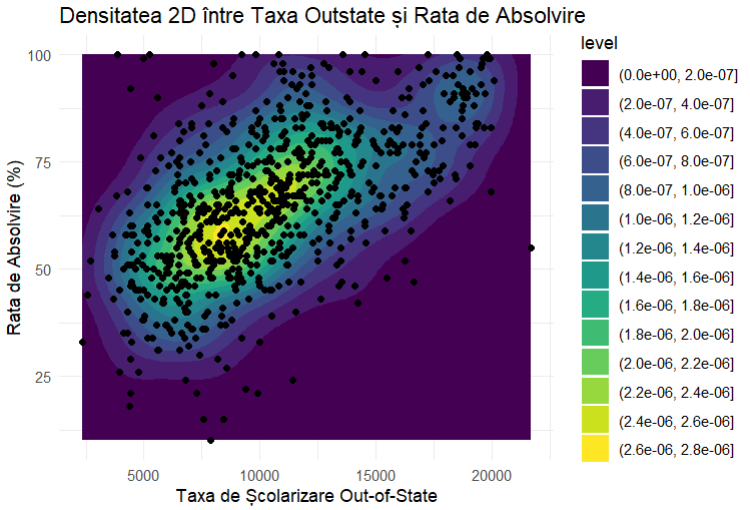 Densitatea 2D între Taxa Outstate și Rata de Absolvire
level
(0.0e+00, 2.0e-07]
(2.0e-07, 4.0e-07]
(4.0e-07, 6.0e-07]
(6.0e-07, 8.0e-07]
(8.0e-07, 1.0e-06]
(1.0e-06, 1.2e-06]
(1.2e-06, 1.4e-06]
(1.4e-06, 1.6e-06]
(1.6e-06, 1.8e-06]
(1.8e-06, 2.0e-06]
(2.0e-06, 2.2e-06]
(2.2e-06, 2.4e-06]
(2.4e-06, 2.6e-06]
(2.6e-06, 2.8e-06]
Rata de Absolvire (%)
100
75
50
25
5000 10000 15000 20000
Taxa de Școlarizare Out-of-State